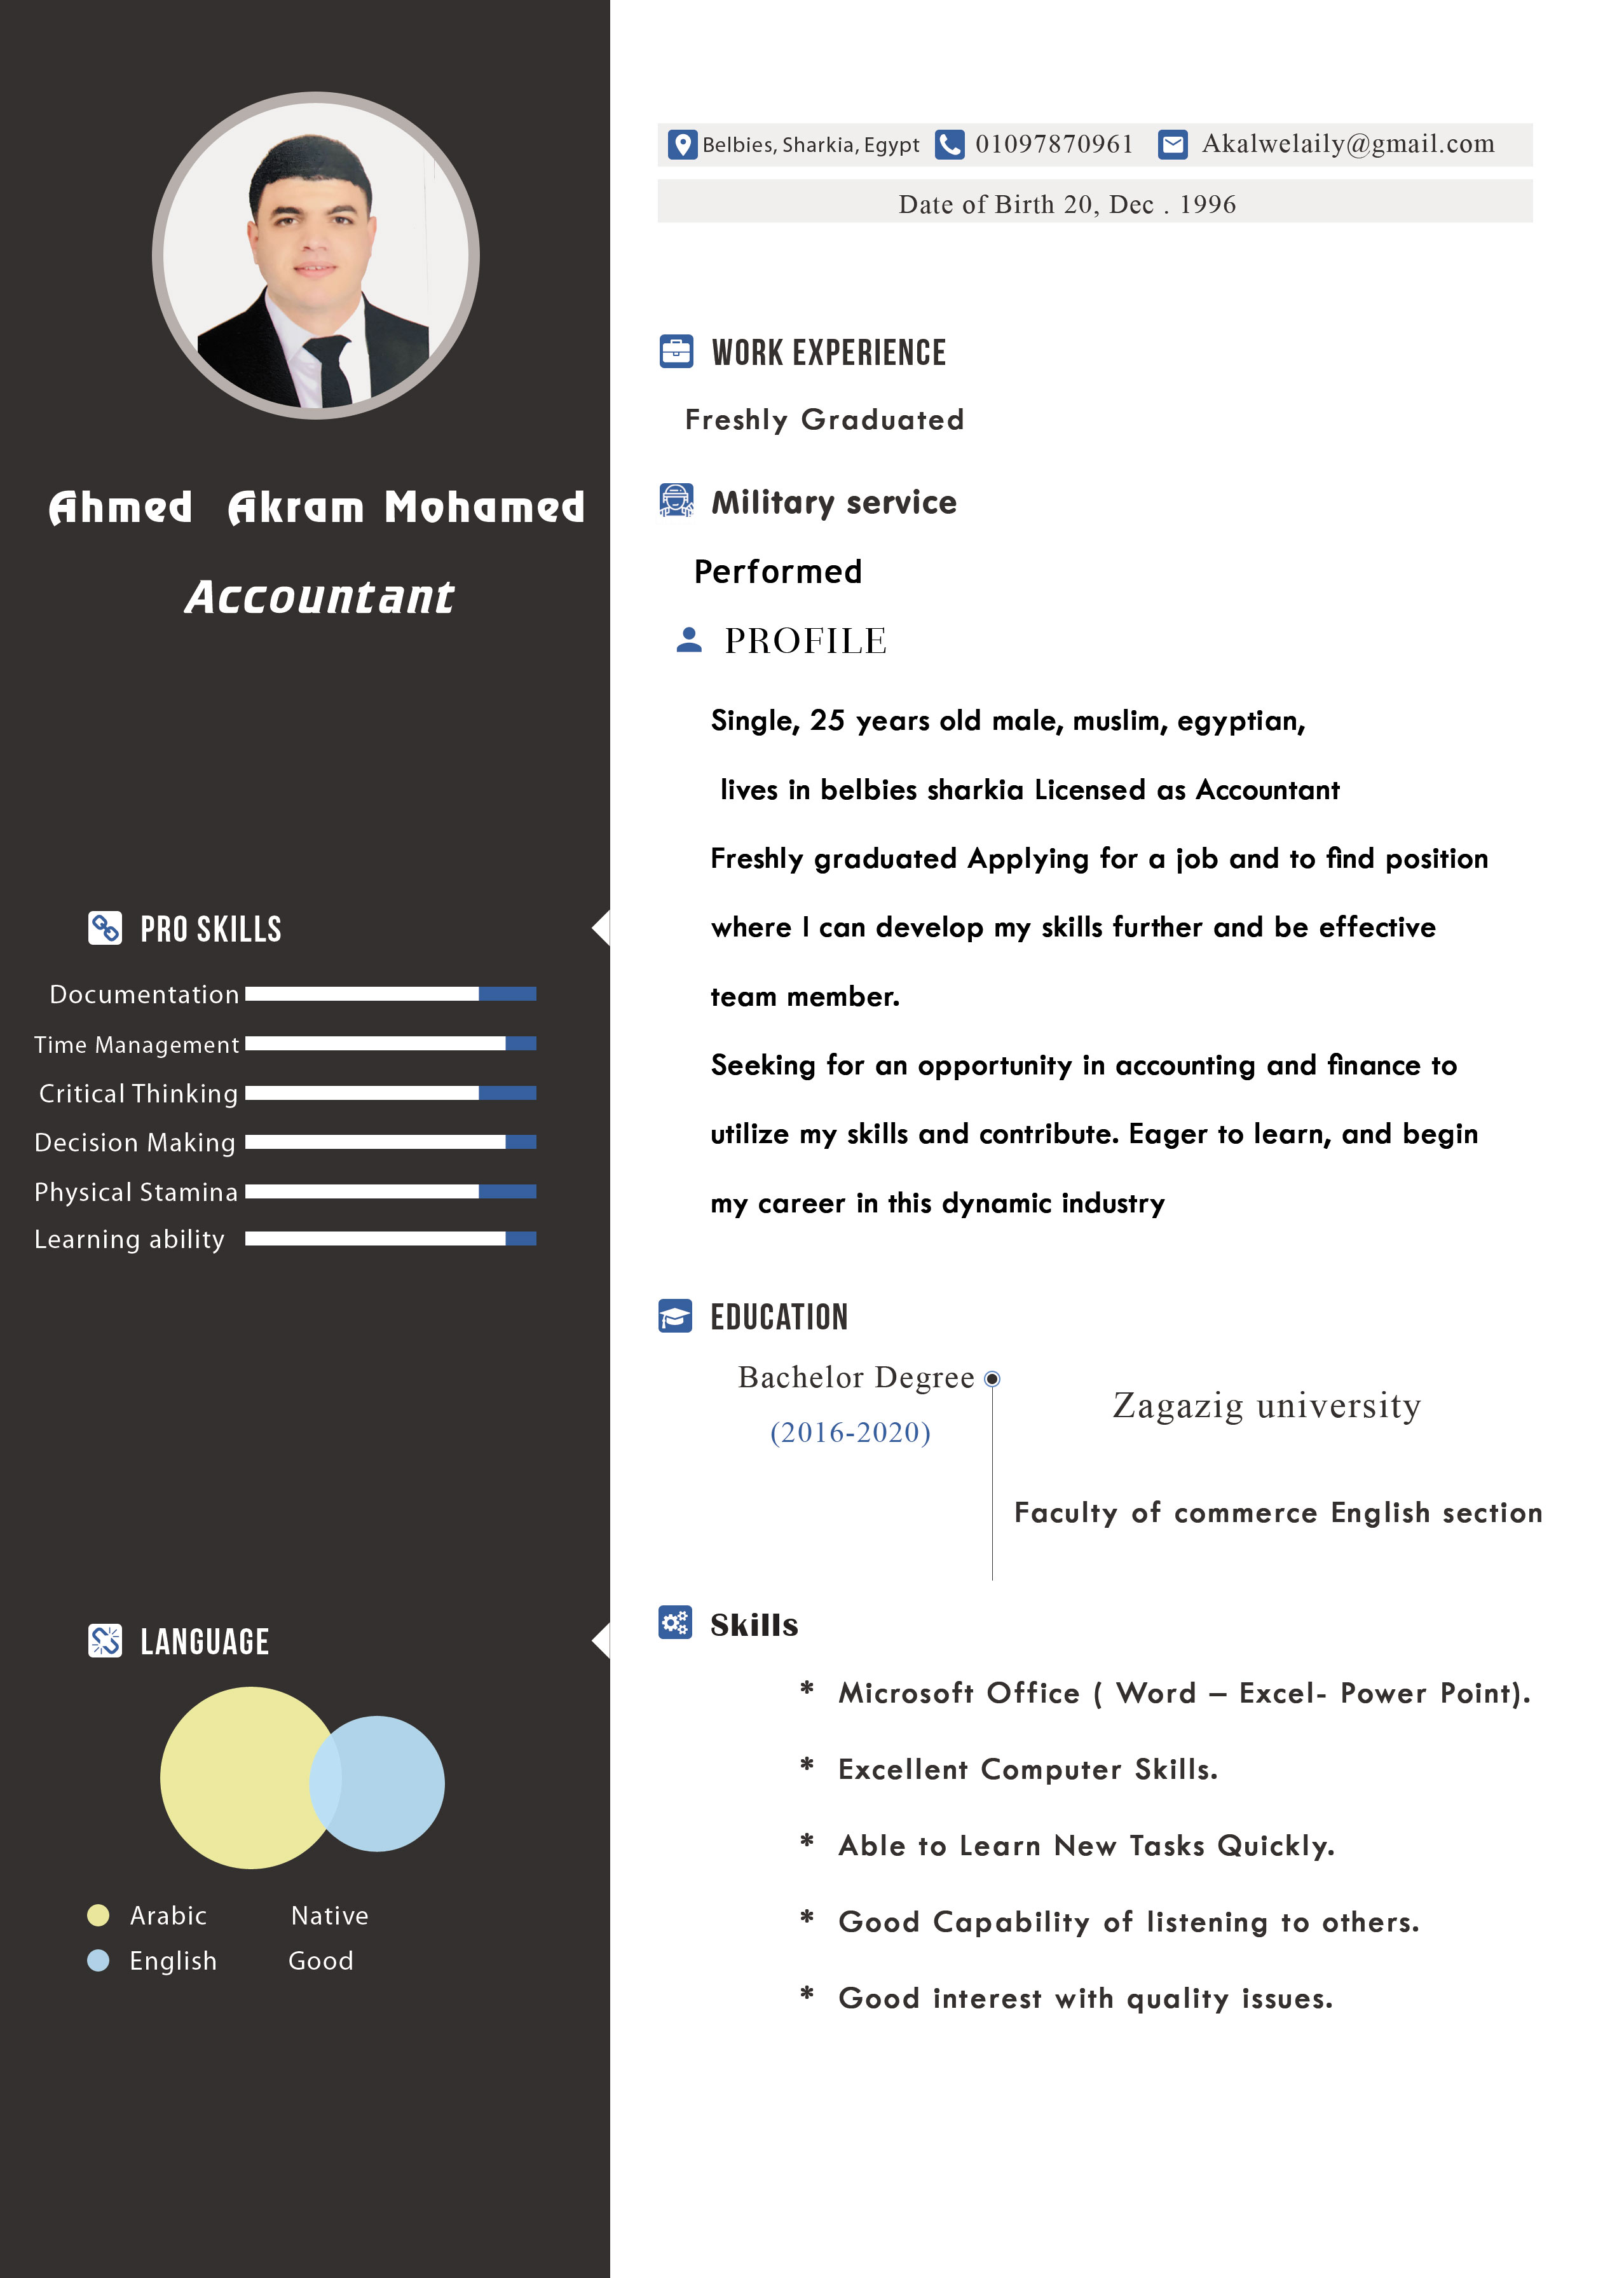 Belbies, Sharkia, Egypt 01097870961 Akalwelaily@gmail.com
Date of Birth 20, Dec . 1996
Ahmed Akram Mohamed
Accountant
PRO SKILLS
Documentation
Time Management
Critical Thinking
Decision Making
Physical Stamina
Learning ability
LANGUAGE
Arabic Native
English Good
WORK EXPERIENCE
Freshly Graduated
Military service
Performed
PROFILE
Single, 25 years old male, muslim, egyptian,
lives in belbies sharkia Licensed as Accountant
Freshly graduated Applying for a job and to find position
where I can develop my skills further and be effective
team member.
Seeking for an opportunity in accounting and finance to
utilize my skills and contribute. Eager to learn, and begin
my career in this dynamic industry
EDUCATION
Bachelor Degree
(2016-2020)
Zagazig university
Faculty of commerce English section
Skills
* Microsoft Office ( Word – Excel- Power Point).
* Excellent Computer Skills.
* Able to Learn New Tasks Quickly.
* Good Capability of listening to others.
* Good interest with quality issues.